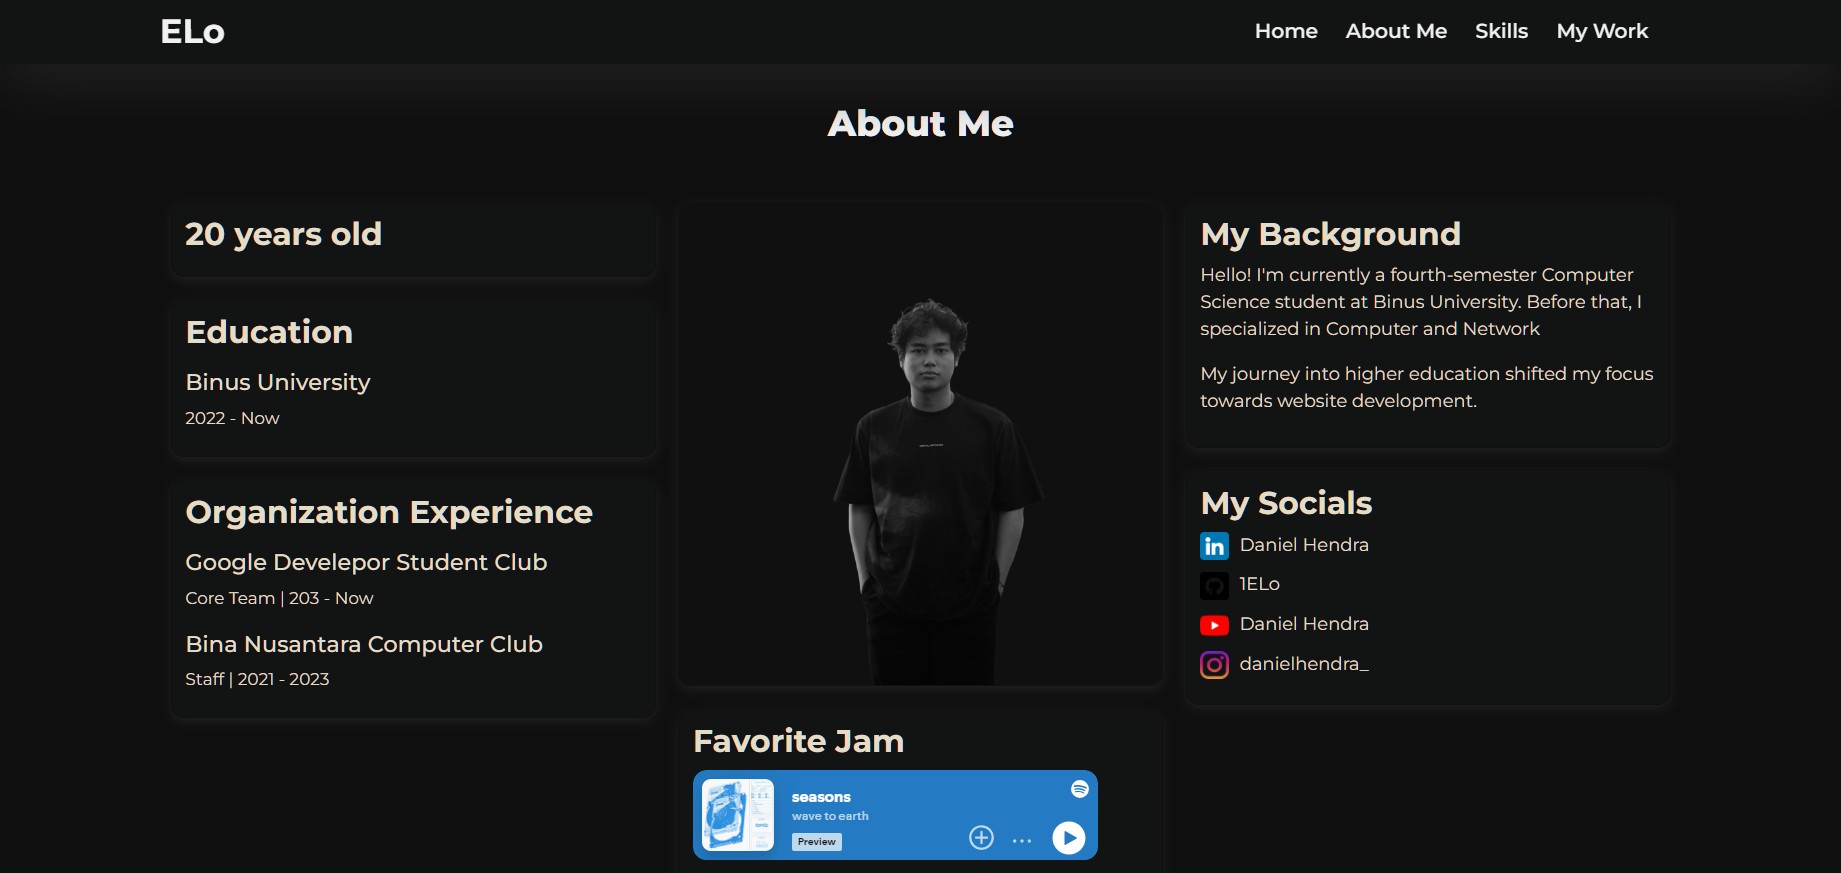 ELo
Home
About Me
Skills
My Work
About Me
20 years old
Education
Binus University
2022 - Now
Organization Experience
Google Develepor Student Club
Core Team | 203 - Now
Bina Nusantara Computer Club
Staff | 2021 - 2023
Favorite Jam
seasons
wave to earth
Preview
My Background
Hello! I'm currently a fourth-semester Computer
Science student at Binus University. Before that, I
specialized in Computer and Network
My journey into higher education shifted my focus
towards website development.
My Socials
in
Daniel Hendra
1ELo
Daniel Hendra
danielhendra_